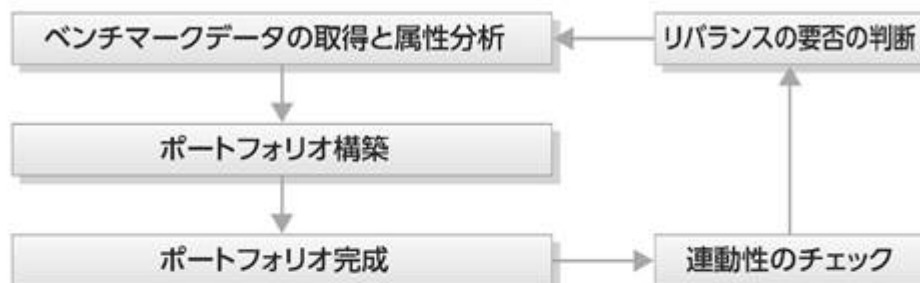 ベンチマークデータの取得と属性分析
リバランスの要否の判断
ポートフォリオ構築
ポートフォリオ完成
連動性のチェック